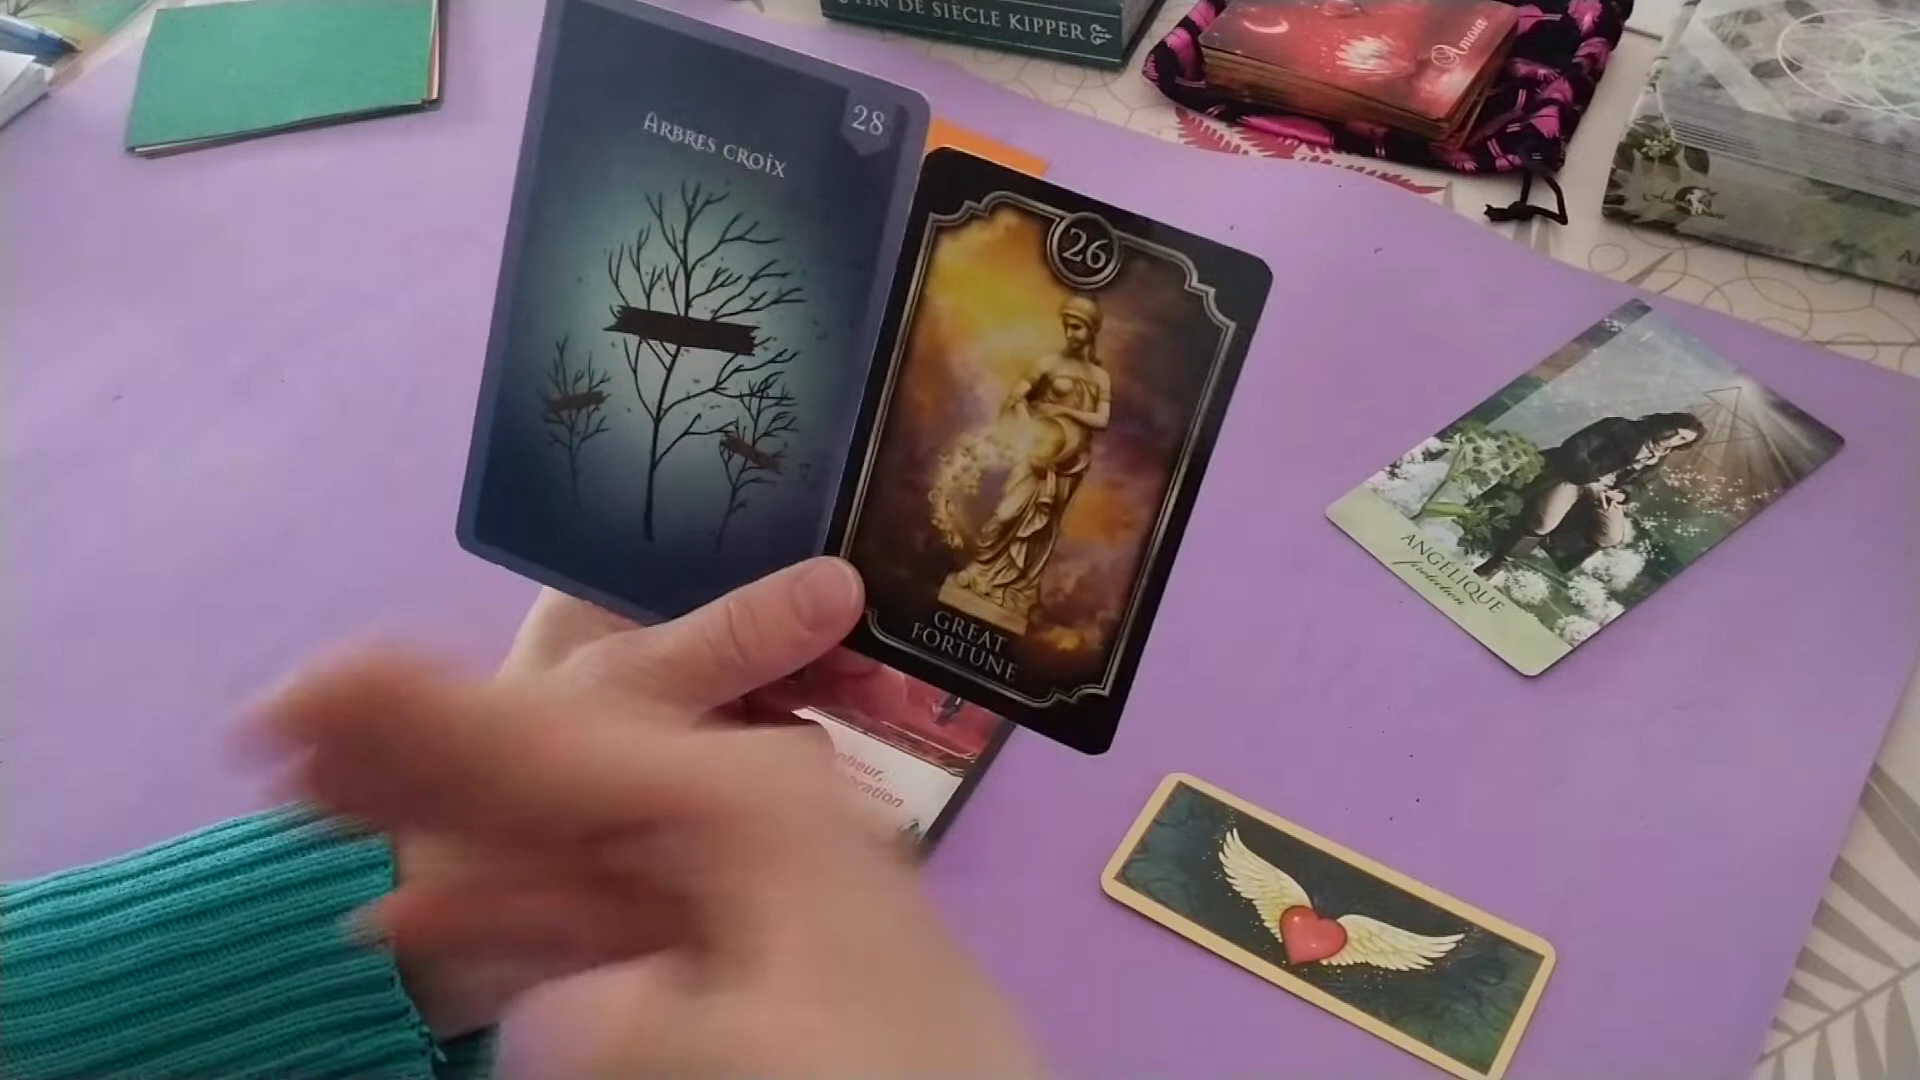 FIN DE SIÈCLE KIPPER
Amour
28
ARBRES CROIX
26
GREAT
FORTUNE
ANGÉLIQUE
protection